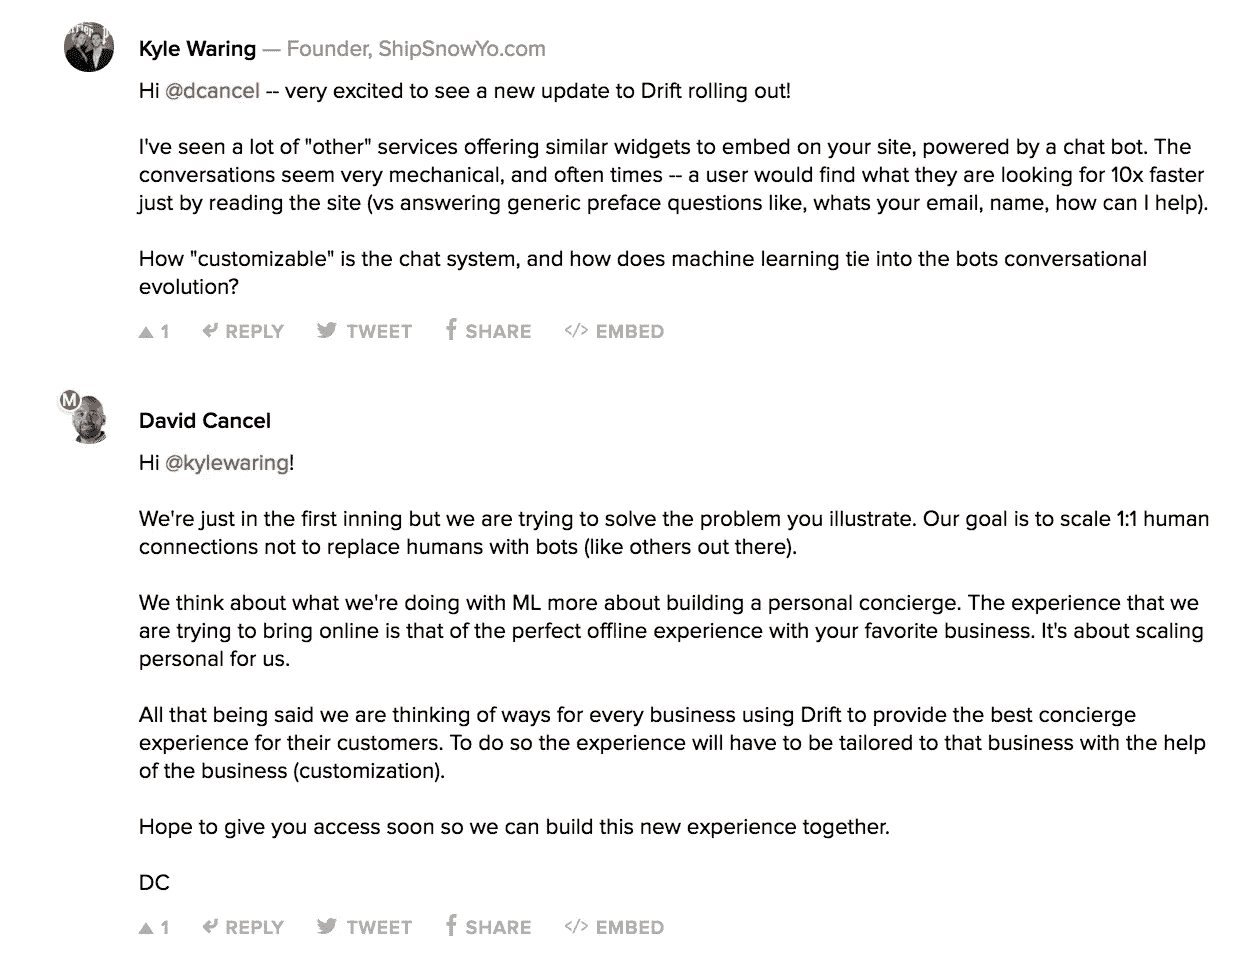 Kyle Waring — Founder, ShipSnowYo.com
Hi @dcancel -- very excited to see a new update to Drift rolling out!
I've seen a lot of "other" services offering similar widgets to embed on your site, powered by a chat bot. The
conversations seem very mechanical, and often times -- a user would find what they are looking for 10x faster
just by reading the site (vs answering generic preface questions like, whats your email, name, how can I help).
How "customizable" is the chat system, and how does machine learning tie into the bots conversational
evolution?
▲ 1 REPLY TWEET f SHARE </> EMBED
M
David Cancel
Hi @kylewaring!
We're just in the first inning but we are trying to solve the problem you illustrate. Our goal is to scale 1:1 human
connections not to replace humans with bots (like others out there).
We think about what we're doing with ML more about building a personal concierge. The experience that we
are trying to bring online is that of the perfect offline experience with your favorite business. It's about scaling
personal for us.
All that being said we are thinking of ways for every business using Drift to provide the best concierge
experience for their customers. To do so the experience will have to be tailored to that business with the help
of the business (customization).
Hope to give you access soon so we can build this new experience together.
DC
▲ 1 REPLY TWEET f SHARE </> EMBED